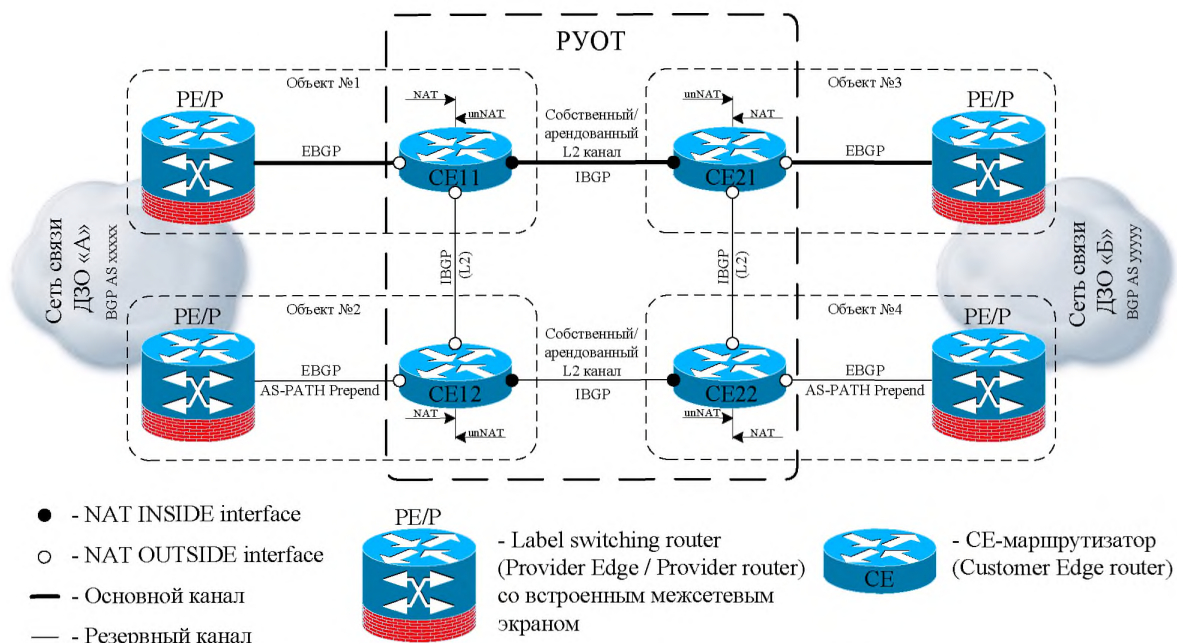 РУОТ
Объект №1
Объект №3
PE/P
NAT
unNAT
Собственный/
арендованный
L2 канал
IBGP
unNAT
NAT
PE/P
EBGP
CE11
CE21
EBGP
Сеть связи
ДЗО «А»
BGP AS xxxxx
IBGP
(L2)
IBGP
(L2)
Сеть связи
ДЗО «Б»
BGP AS yyyyy
PE/P
Объект №2
Собственный/
арендованный
L2 канал
IBGP
Объект №4
PE/P
EBGP
AS-PATH Prepend
CE12
CE22
EBGP
AS-PATH Prepend
NAT
unNAT
unNAT
NAT
- NAT INSIDE interface
- NAT OUTSIDE interface
- Основной канал
- Резервный канал
PE/P
- Label switching router
(Provider Edge / Provider router)
со встроенным межсетевым
экраном
CE
- CE-маршрутизатор
(Customer Edge router)